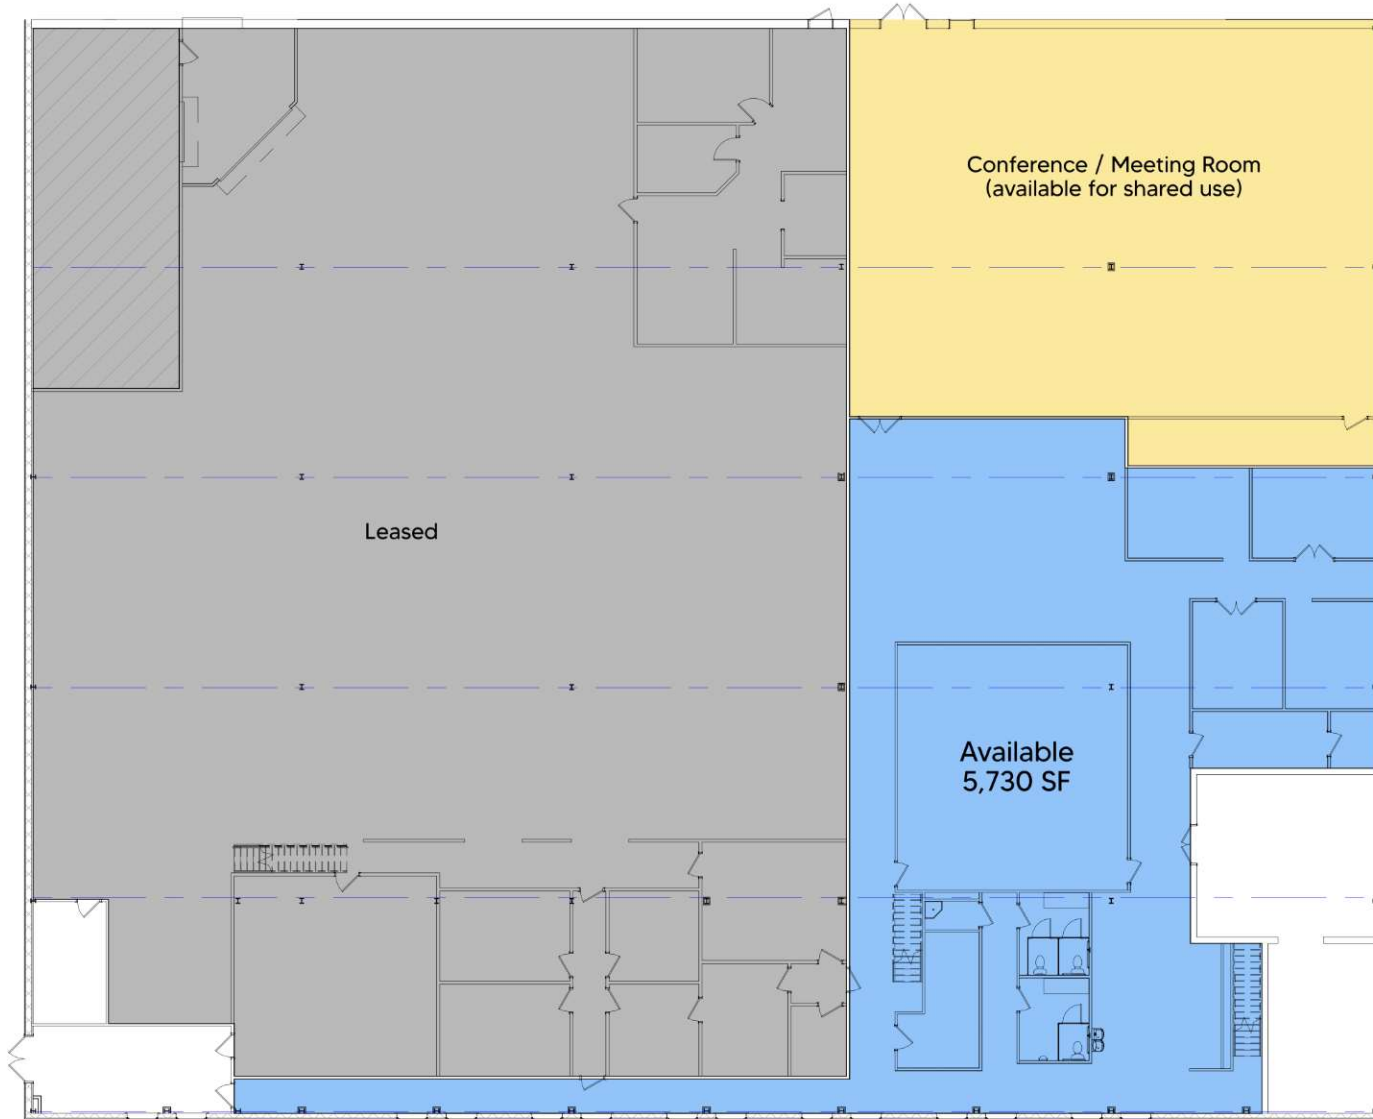 Conference / Meeting Room
(available for shared use)
Leased
Available
5,730 SF